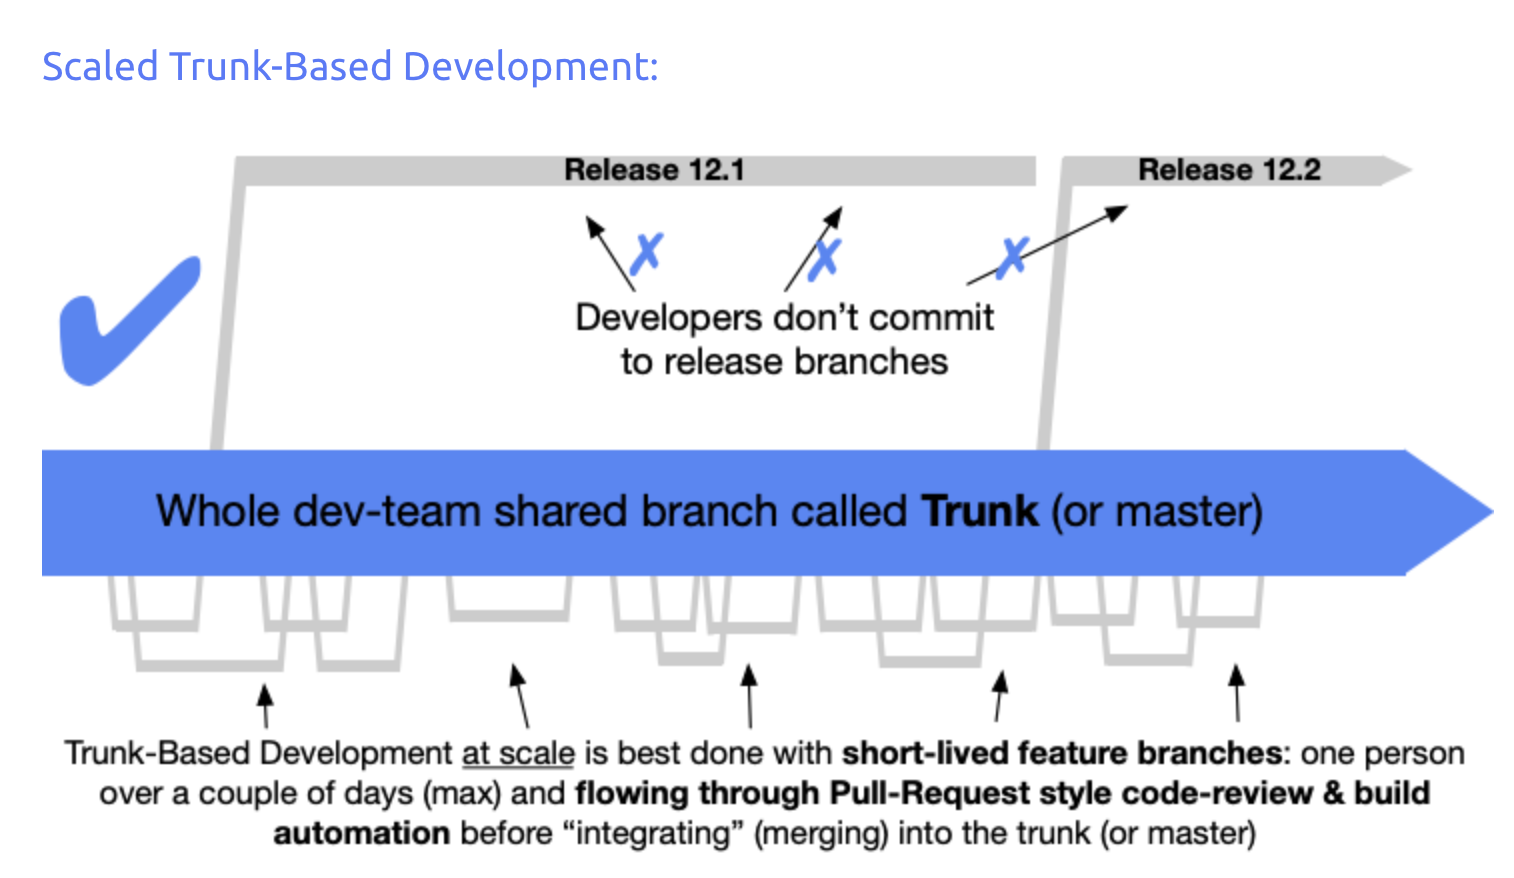 Scaled Trunk-Based Development:
Release 12.1
Release 12.2
Developers don't commit
to release branches
Whole dev-team shared branch called Trunk (or master)
Trunk-Based Development at scale is best done with short-lived feature branches: one person
over a couple of days (max) and flowing through Pull-Request style code-review & build
automation before “integrating” (merging) into the trunk (or master)